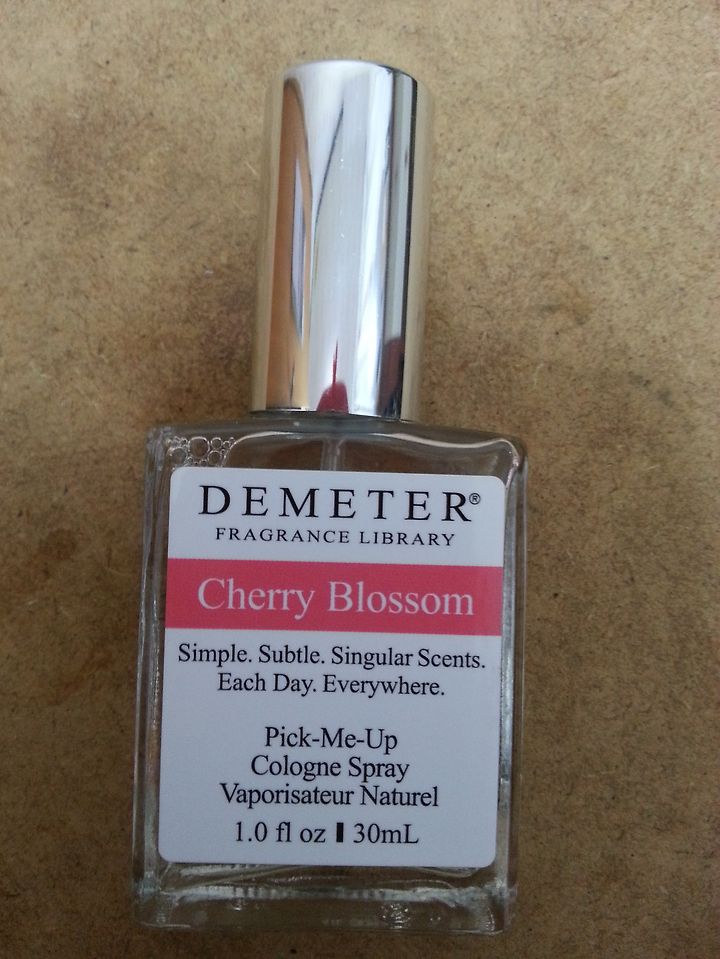 DEMETER®
FRAGRANCE LIBRARY
Cherry Blossom
Simple. Subtle. Singular Scents.
Each Day. Everywhere.
Pick-Me-Up
Cologne Spray
Vaporisateur Naturel
1.0 fl oz ▌30mL